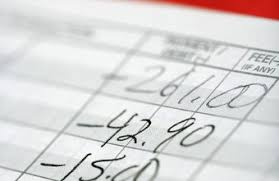 PAYMENT FEE(-)
DEBIT(-) (IF ANY)
-261.00
-42.90
-15.00